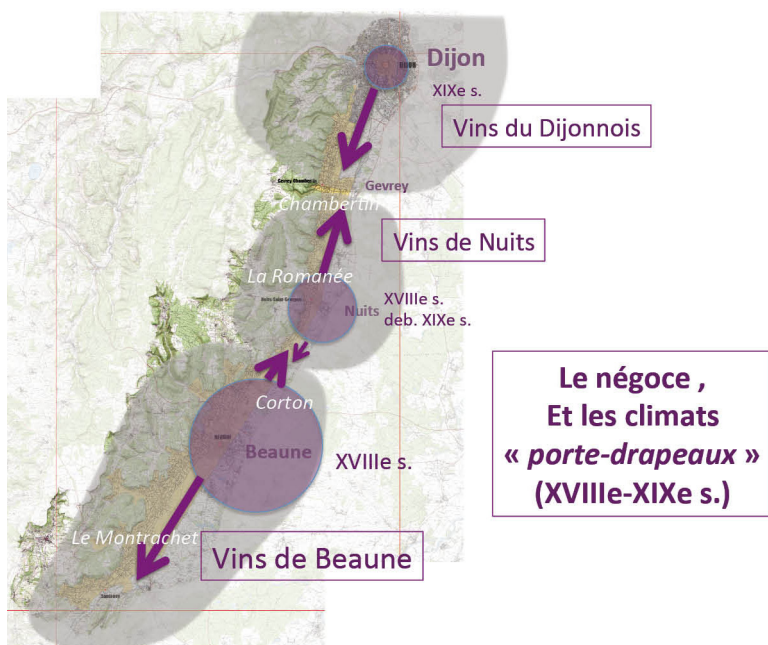 Dijon
XIXe s.
Vins du Dijonnois
Gevrey
Chambertin
Vins de Nuits
La Romanée
Nuits
XVIIIe s.
deb. XIXe s.
Corton
Beaune
XVIIIe s.
Le négoce ,
Et les climats
« porte-drapeaux »
(XVIIIe-XIXe s.)
Le Montrachet
Vins de Beaune